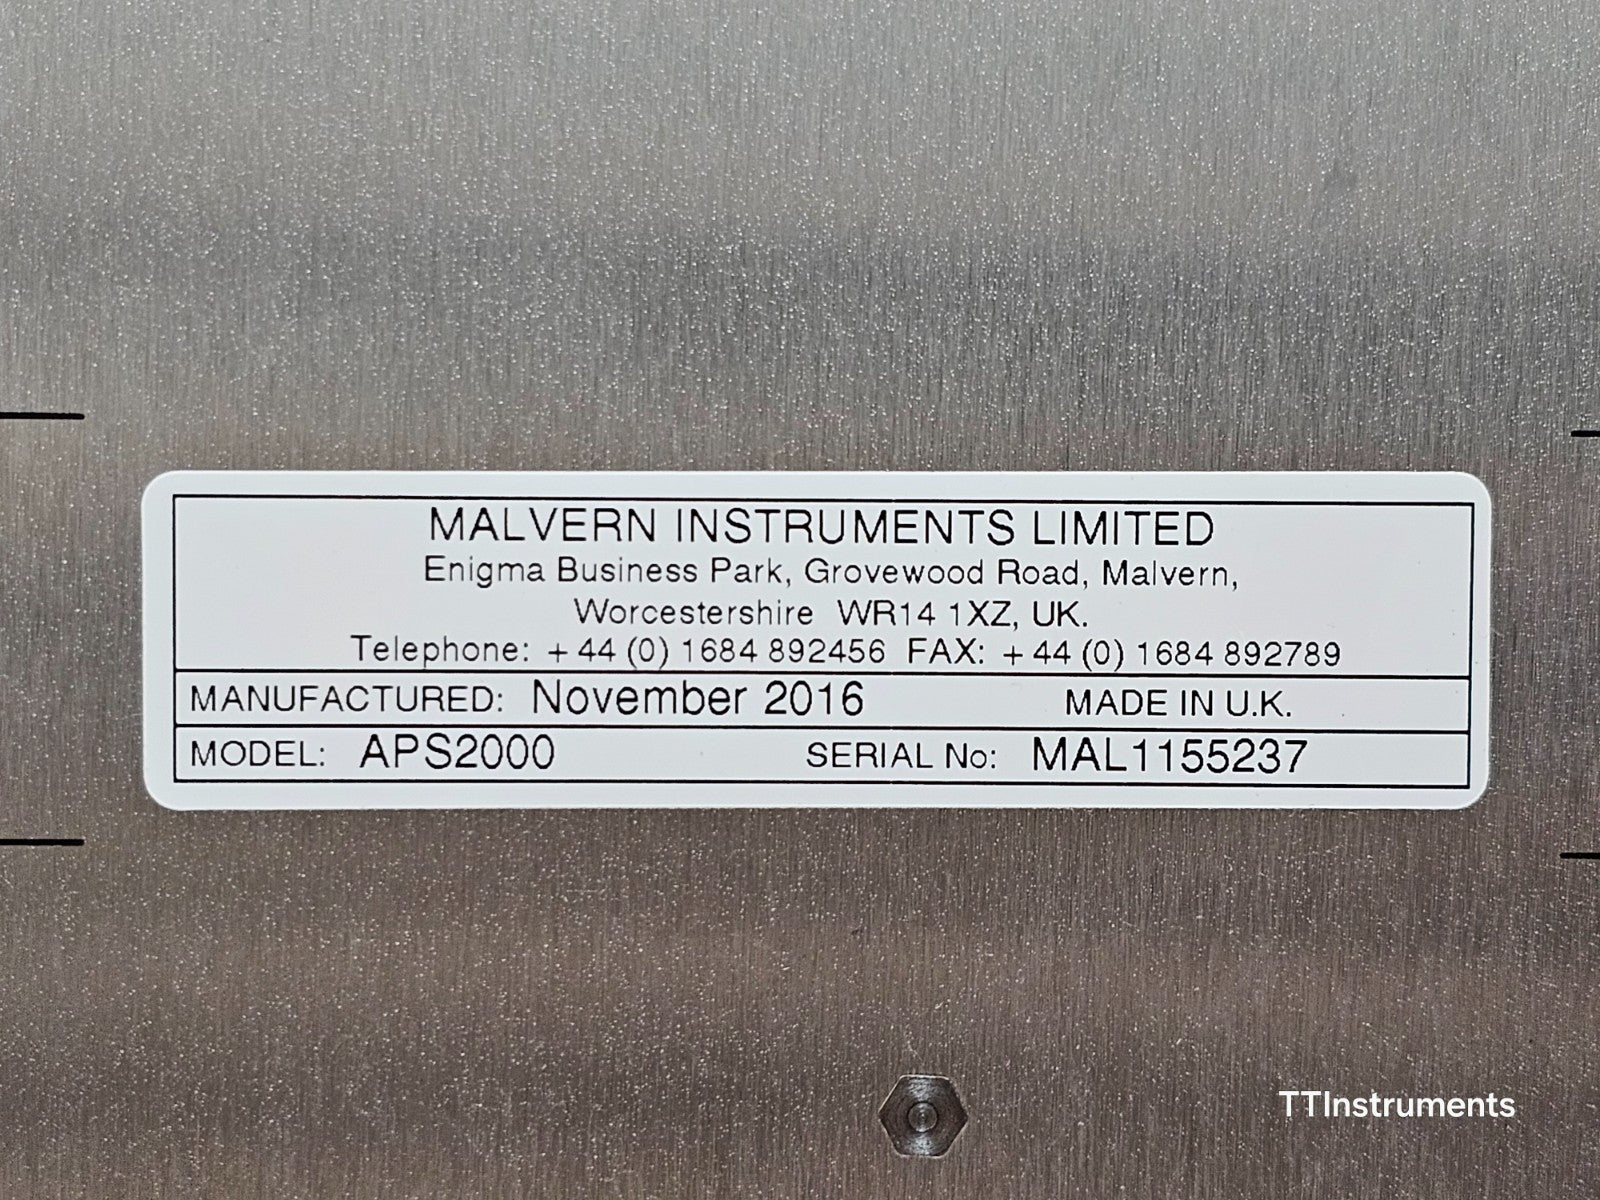 MALVERN INSTRUMENTS LIMITED
Enigma Business Park, Grovewood Road, Malvern,
Worcestershire WR14 1XZ, UK.
Telephone: +44 (0) 1684 892456 FAX: +44 (0) 1684 892789
MANUFACTURED: November 2016 MADE IN U.K.
MODEL: APS2000 SERIAL No: MAL1155237
TTInstruments